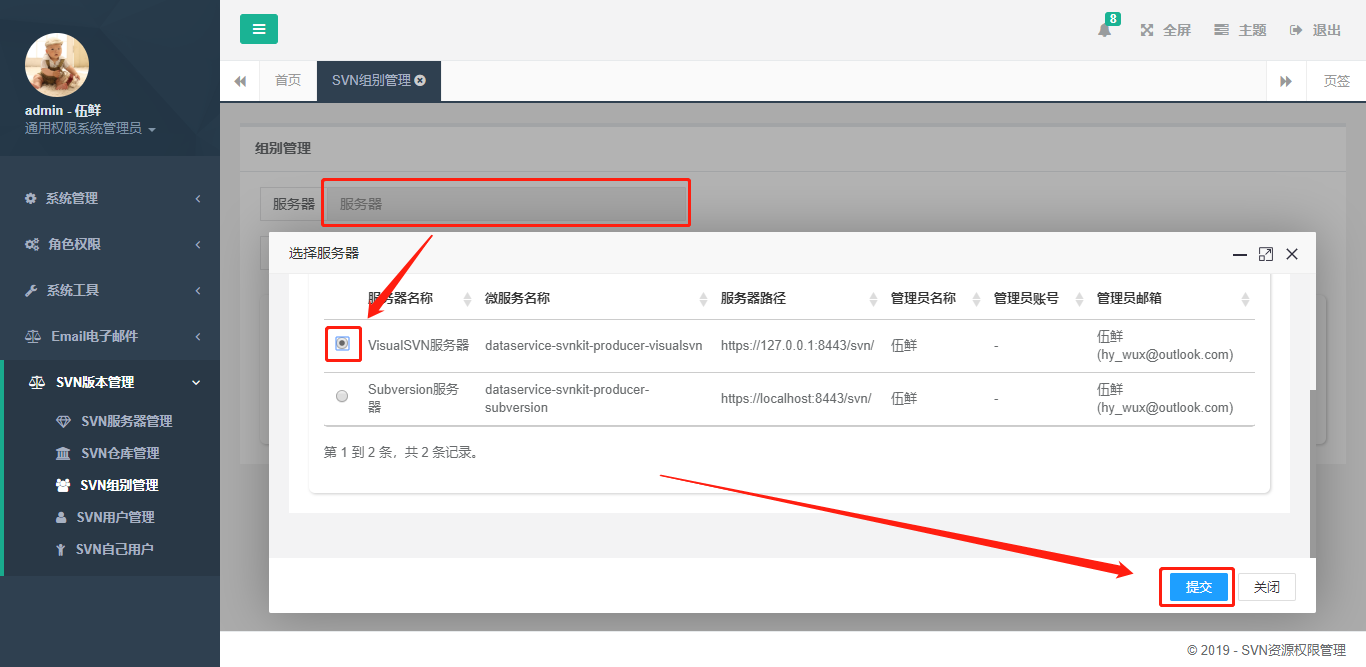 8
全屏
主题
退出
首页
SVN组别管理
页签
admin - 伍鲜
通用权限系统管理员
系统管理
角色权限
系统工具
Email电子邮件
SVN版本管理
SVN服务器管理
SVN仓库管理
SVN组别管理
SVN用户管理
SVN自己用户
组别管理
服务器
服务器
选择服务器
服务器名称
微服务名称
服务器路径
管理员名称
管理员账号
管理员邮箱
VisualSVN服务器
dataservice-svnkit-producer-visualsvn
https://127.0.0.1:8443/svn/
伍鲜
-
伍鲜
(hy_wux@outlook.com)
Subversion服务
器
dataservice-svnkit-producer-
subversion
https://localhost:8443/svn/
伍鲜
-
伍鲜
(hy_wux@outlook.com)
第 1 到 2 条，共 2 条记录。
提交
关闭
© 2019 - SVN资源权限管理